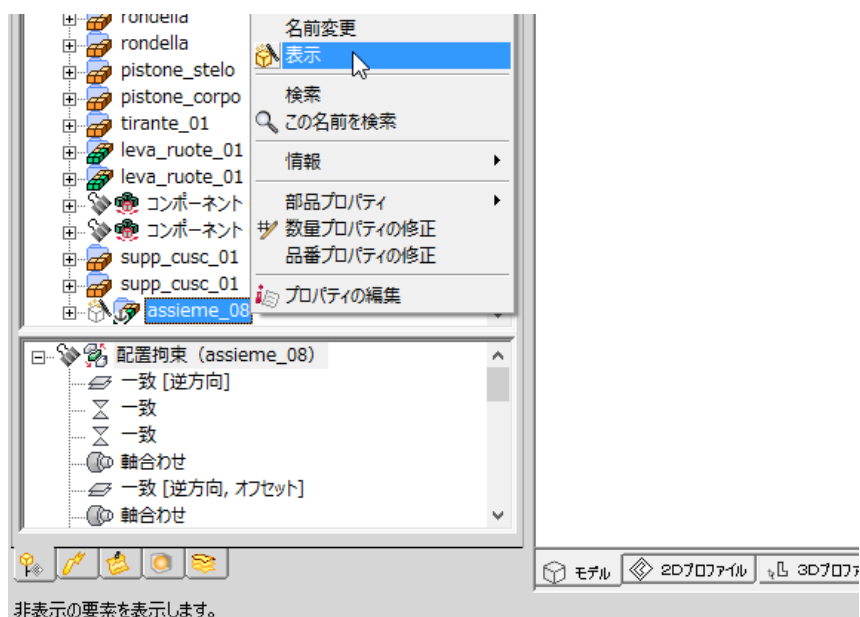 rondella
名前変更
rondella
表示
pistone_stelo
pistone_corpo
検索
tirante_01
この名前を検索
leva_ruote_01
情報
leva_ruote_01
コンポーネント
部品プロパティ
コンポーネント
数量プロパティの修正
supp_cusc_01
品番プロパティの修正
supp_cusc_01
プロパティの編集
assieme_08
配置拘束 (assieme_08)
一致 [逆方向]
一致
一致
軸合わせ
一致 [逆方向, オフセット]
軸合わせ
モデル
2Dプロファイル
3Dプロファ
非表示の要素を表示します。